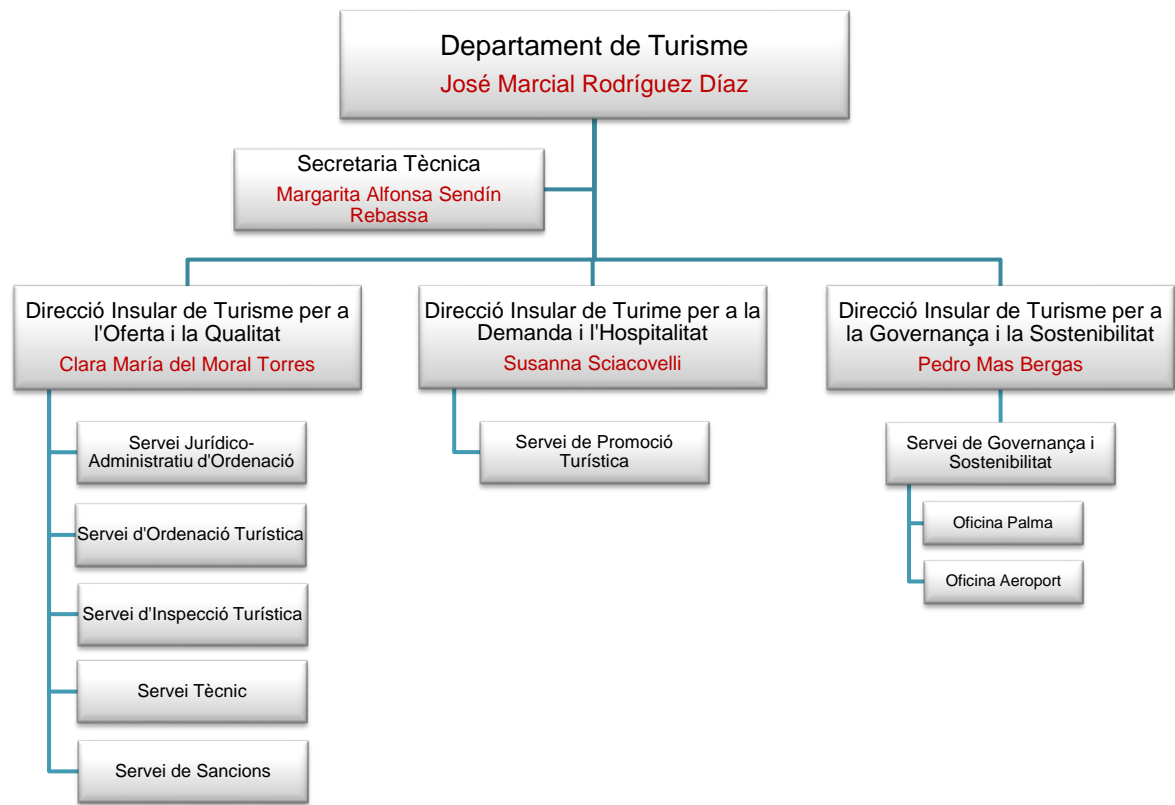 Departament de Turisme
José Marcial Rodríguez Díaz
Secretaria Tècnica
Margarita Alfonsa Sendín
Rebassa
Direcció Insular de Turisme per a
l'Oferta i la Qualitat
Clara María del Moral Torres
Servei Jurídico-
Administratiu d'Ordenació
Servei d'Ordenació Turística
Servei d'Inspecció Turística
Servei Tècnic
Servei de Sancions
Direcció Insular de Turime per a la
Demanda i l'Hospitalitat
Susanna Sciacovelli
Servei de Promoció
Turística
Direcció Insular de Turisme per a
la Governança i la Sostenibilitat
Pedro Mas Bergas
Servei de Governança i
Sostenibilitat
Oficina Palma
Oficina Aeroport